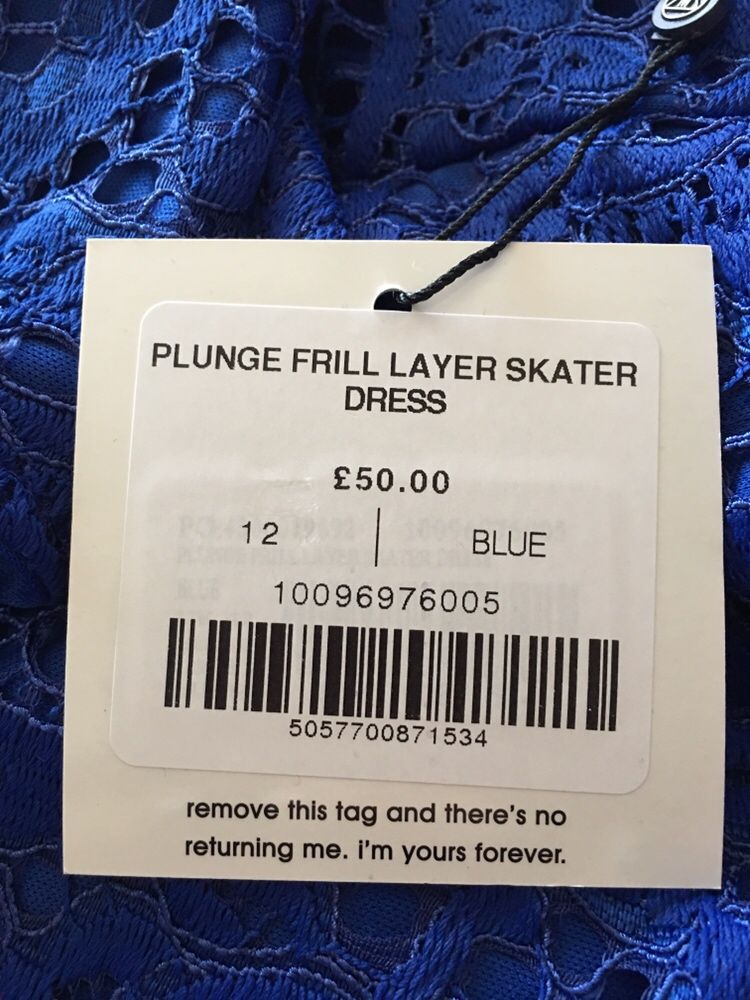 PLUNGE FRILL LAYER SKATER
DRESS
£50.00
12 | BLUE
10096976005
5057700871534
remove this tag and there's no
returning me. i'm yours forever.